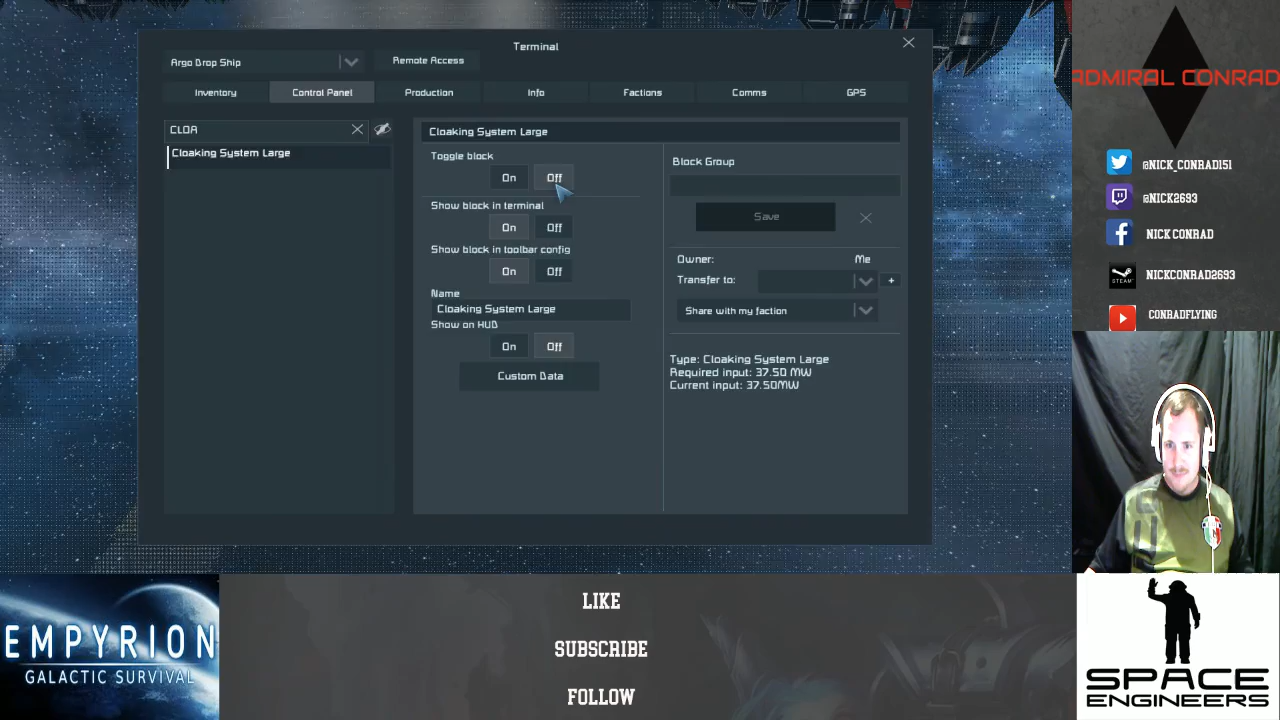 Terminal
Argo Drop Ship
Remote Access
Inventory
Control Panel
Production
Info
Factions
Comms
GPS
CLOA
Cloaking System Large
Cloaking System Large
Toggle block
On
Off
Show block in terminal
On
Off
Show block in toolbar config
On
Off
Name
Cloaking System Large
Show on HUD
On
Off
Custom Data
Block Group
Save
Owner:
Me
Transfer to:
+
Share with my faction
Type: Cloaking System Large
Required input: 37.50 MW
Current input: 37.50MW
ADMIRAL CONRAD
@NICK_CONRAD151
@NICK2693
NICK CONRAD
STEAM
NICKCONRAD2693
CONRADFLYING
EMPYRION
GALACTIC SURVIVAL
LIKE
SUBSCRIBE
FOLLOW
SPACE
ENGINEERS